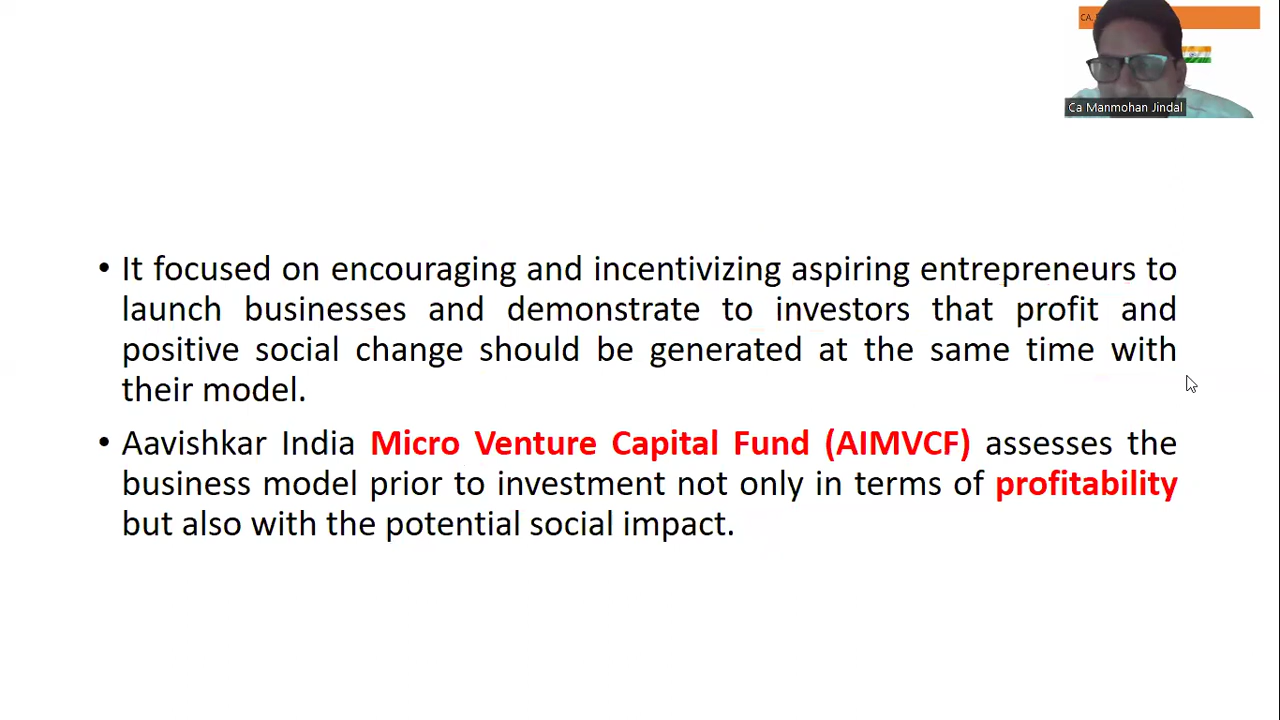 CA.
Ca Manmohan Jindal
• It focused on encouraging and incentivizing aspiring entrepreneurs to
launch businesses and demonstrate to investors that profit and
positive social change should be generated at the same time with
their model.
• Aavishkar India Micro Venture Capital Fund (AIMVCF) assesses the
business model prior to investment not only in terms of profitability
but also with the potential social impact.